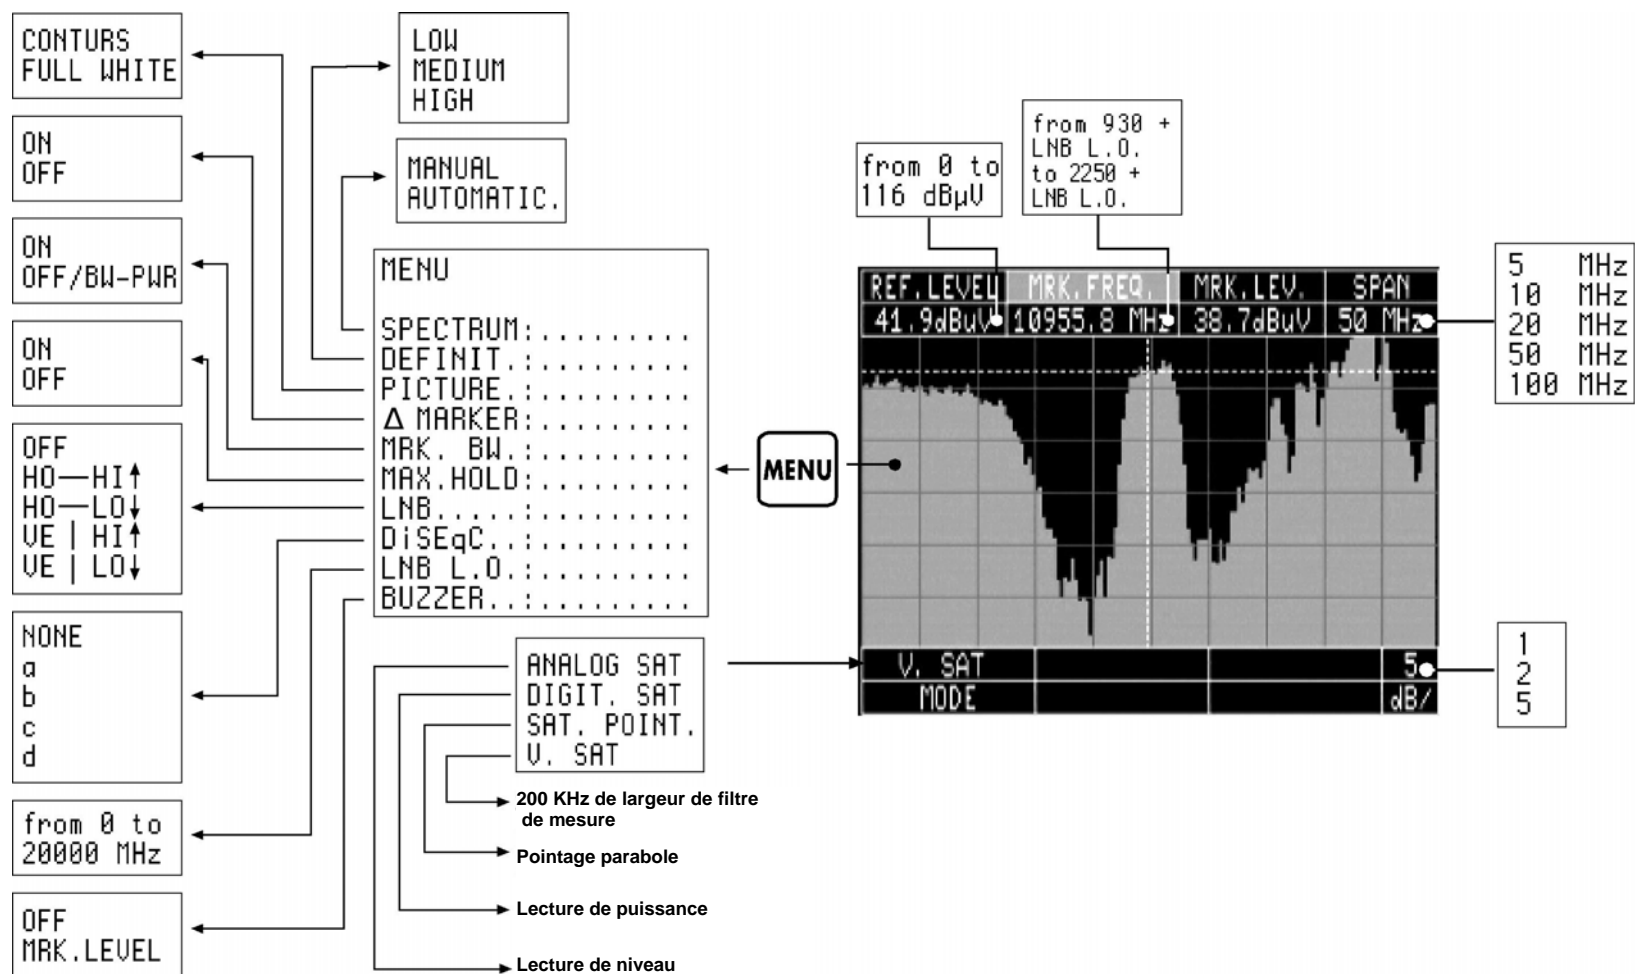 CONTURS
FULL WHITE
ON
OFF
ON
OFF/BW-PWR
ON
OFF
OFF
HO—HI↑
HO—LO↓
VE | HI↑
VE | LO↓
NONE
a
b
c
d
from 0 to
20000 MHz
OFF
MRK.LEVEL
LOW
MEDIUM
HIGH
MANUAL
AUTOMATIC.
MENU
SPECTRUM:.........
DEFINIT.:.........
PICTURE.:.........
Δ MARKER:.........
MRK. BW.:.........
MAX.HOLD:.........
LNB.....:.........
DiSEqC..:.........
LNB L.O.:.........
BUZZER..:.........
ANALOG SAT
DIGIT. SAT
SAT. POINT.
V. SAT
200 KHz de largeur de filtre
de mesure
Pointage parabole
Lecture de puissance
Lecture de niveau
MENU
from 0 to
116 dBµV
from 930 +
LNB L.O.
to 2250 +
LNB L.O.
REF.LEVEL MRK.FREQ. MRK.LEV. SPAN
41.9dBuV 10955.8 MHz 38.7dBuV 50 MHz
V. SAT 5
MODE dB/
5 MHz
10 MHz
20 MHz
50 MHz
100 MHz
1
2
5